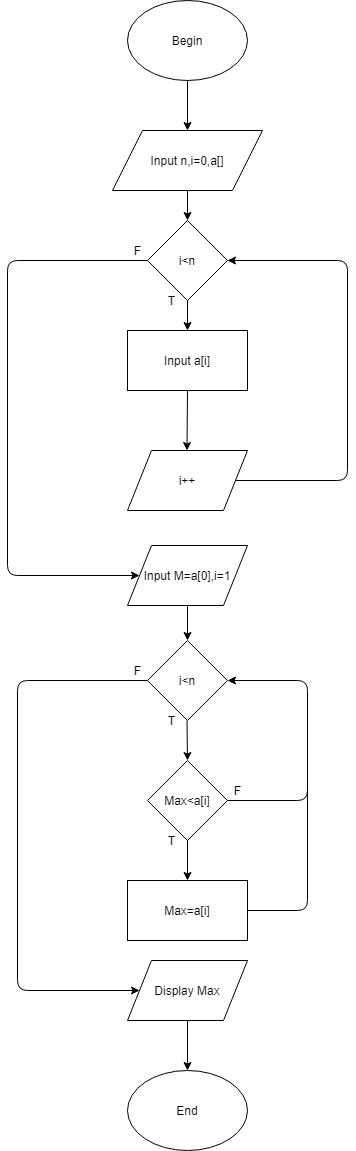 Begin
Input n,i=0,a[]
F
i<n
T
Input a[i]
i++
Input M=a[0],i=1
F
i<n
T
Max<a[i]
F
T
Max=a[i]
Display Max
End